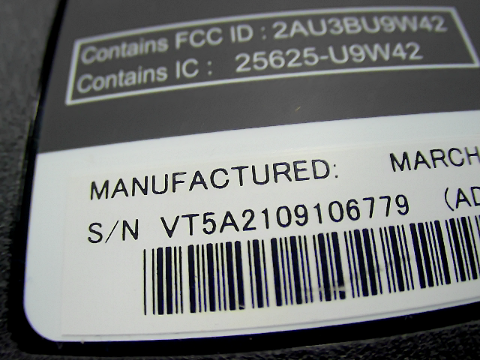 Contains FCC ID : 2AU3BU9W42
Contains IC : 25625-U9W42
MANUFACTURED: MARCH
S/N VT5A2109106779 (AD